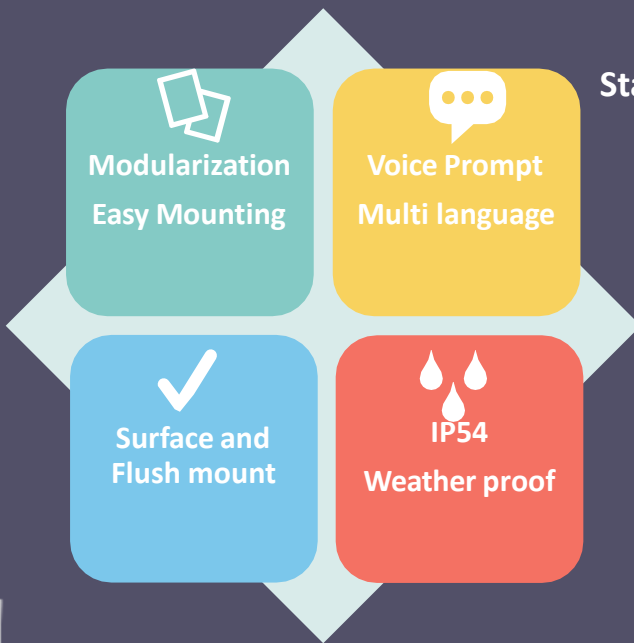 Modularization
Easy Mounting
Voice Prompt
Multi language
Surface and
Flush mount
IP54
Weather proof